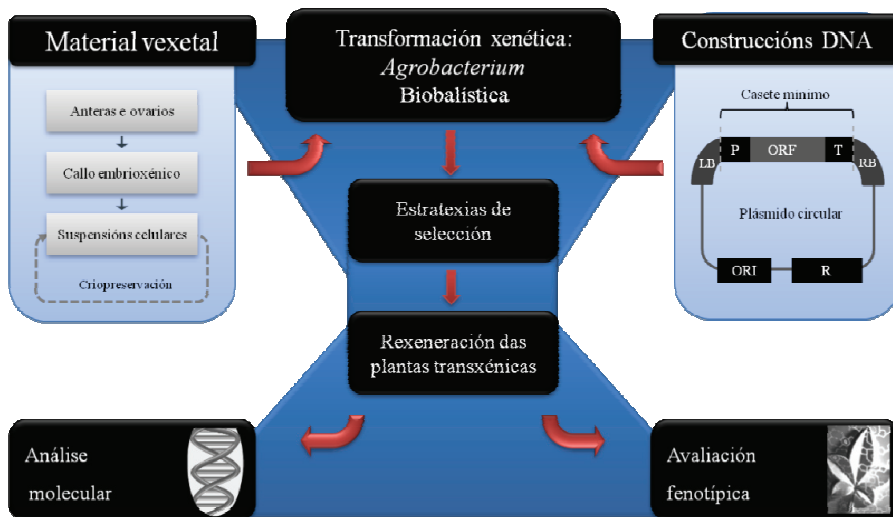 Material vexetal
Anteras e ovarios
Callo embrioxénico
Suspensións celulares
Criopreservación
Transformación xenética:
Agrobacterium
Biobalística
Estratexias de
selección
Rexeneración das
plantas transxénicas
Construccións DNA
Casete mínimo
LB
P
ORF
T
RB
Plásmido circular
ORI
R
Análise
molecular
Avaliación
fenotípica